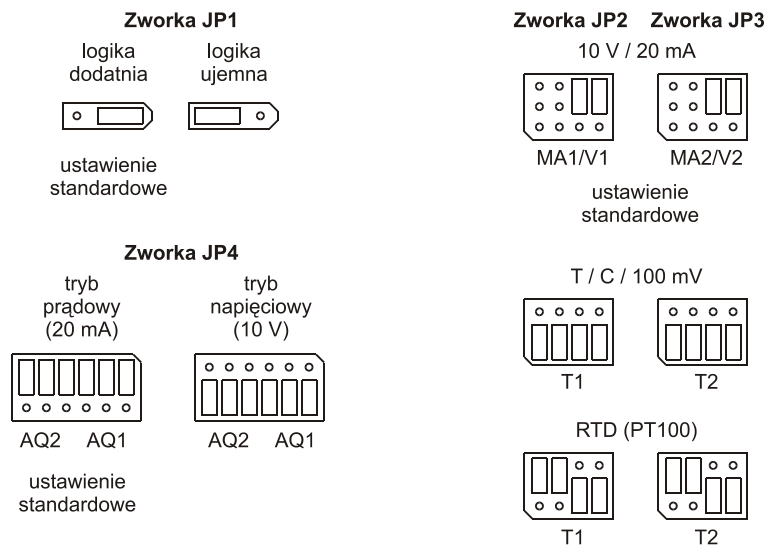 Zworka JP1
logika
dodatnia
logika
ujemna
ustawienie
standardowe
Zworka JP4
tryb
prądowy
(20 mA)
tryb
napięciowy
(10 V)
AQ2 AQ1
AQ2 AQ1
ustawienie
standardowe
Zworka JP2 Zworka JP3
10 V / 20 mA
MA1/V1 MA2/V2
ustawienie
standardowe
T / C / 100 mV
T1 T2
RTD (PT100)
T1 T2